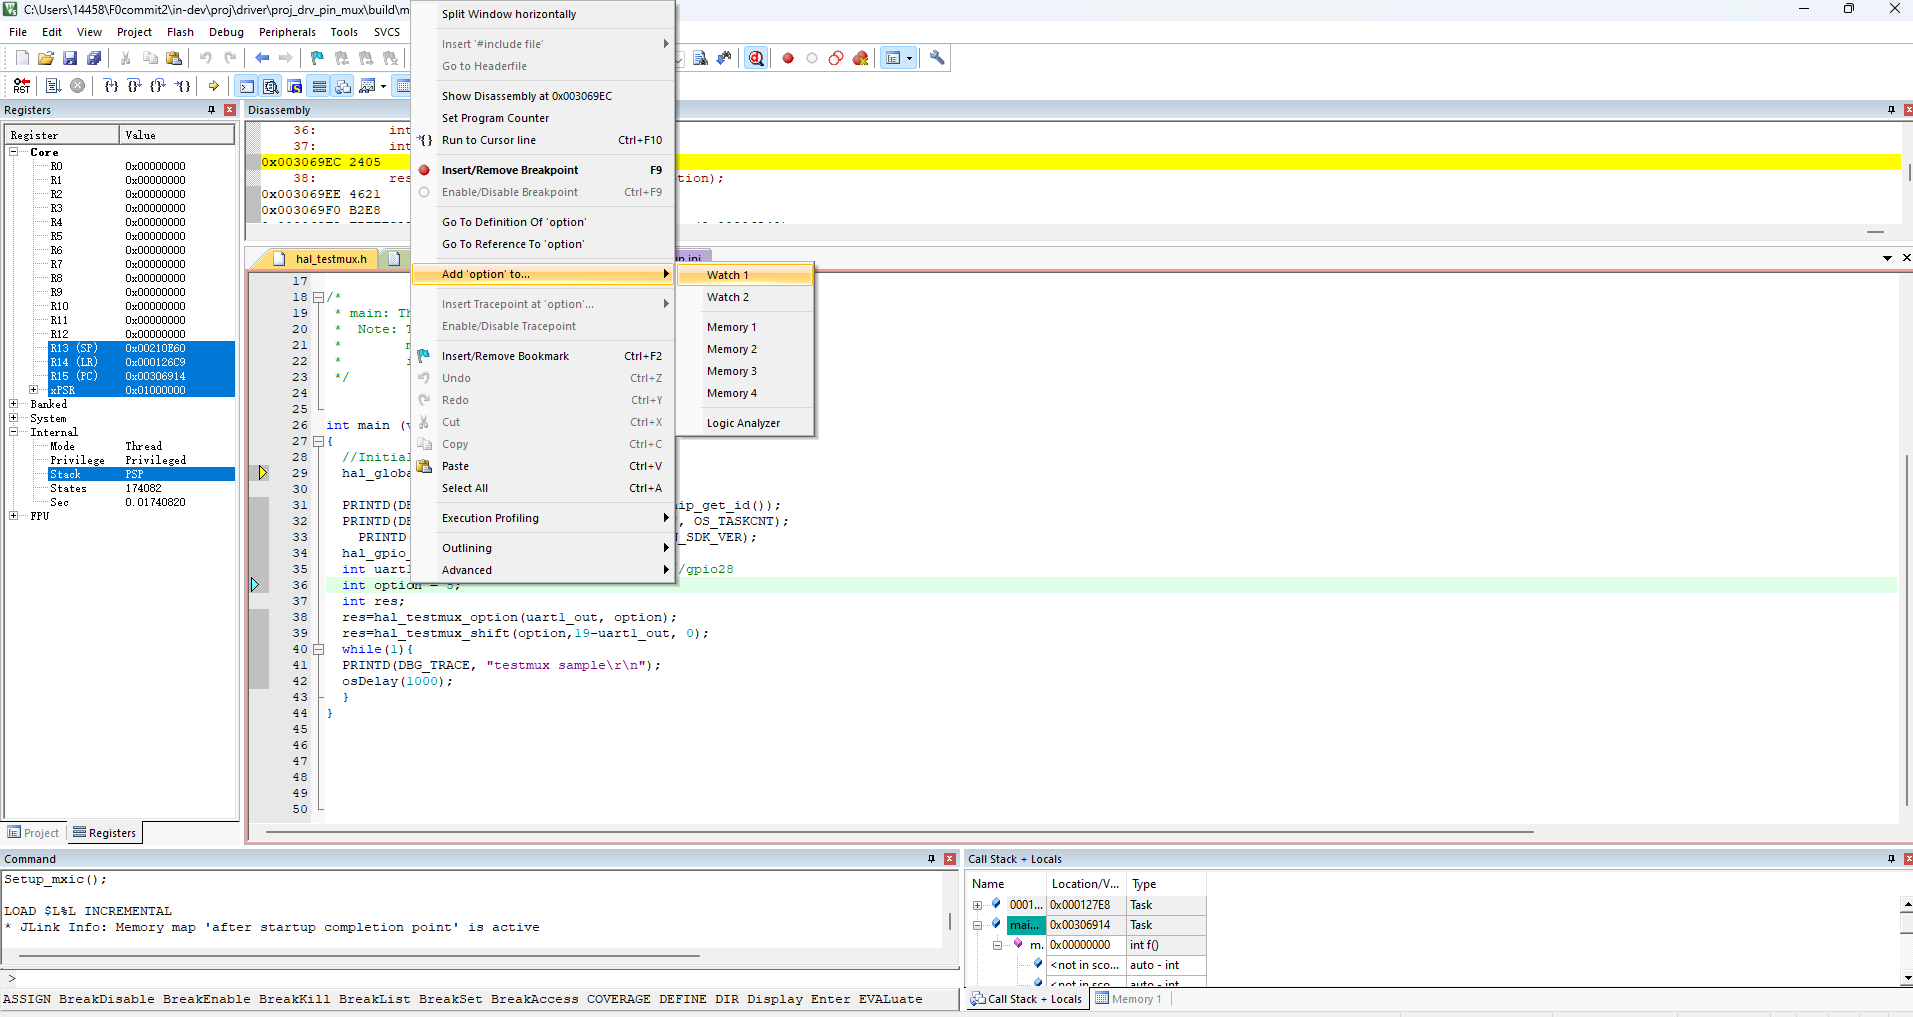 C:\Users\14458\F0commit2\in-dev\proj\driver\proj_drv_pin_mux\build\m
File Edit View Project Flash Debug Peripherals Tools SVCS
RST
Registers
Register Value
Core
R0 0x00000000
R1 0x00000000
R2 0x00000000
R3 0x00000000
R4 0x00000000
R5 0x00000000
R6 0x00000000
R7 0x00000000
R8 0x00000000
R9 0x00000000
R10 0x00000000
R11 0x00000000
R12 0x00000000
R13 (SP) 0x00210E60
R14 (LR) 0x000126C9
R15 (PC) 0x00306914
xPSR 0x01000000
Banked
System
Internal
Mode Thread
Privilege Privileged
Stack PSP
States 174082
Sec 0.01740820
FPU
Project Registers
Disassembly
36: int
37: int
0x003069EC 2405
38: res tion);
0x003069EE 4621
0x003069F0 B2E8
hal_testmux.h
Split Window horizontally
Insert '#include file'
Go to Headerfile
Show Disassembly at 0x003069EC
Set Program Counter
Run to Cursor line Ctrl+F10
Insert/Remove Breakpoint F9
Enable/Disable Breakpoint Ctrl+F9
Go To Definition Of 'option'
Go To Reference To 'option'
Add 'option' to...
Insert Tracepoint at 'option'...
Enable/Disable Tracepoint
Insert/Remove Bookmark Ctrl+F2
Undo Ctrl+Z
Redo Ctrl+Y
Cut Ctrl+X
Copy Ctrl+C
Paste Ctrl+V
Select All Ctrl+A
Execution Profiling
Outlining
Advanced
Watch 1
Watch 2
Memory 1
Memory 2
Memory 3
Memory 4
Logic Analyzer
17
18 /*
19 * main: Th
20 * Note: T
21 *
22 *
23 */
24
25
26 int main (v
27 {
28 //Initial
29 hal_globa
30
31 PRINTD(DB ip_get_id());
32 PRINTD(DB ", OS_TASKCNT);
33 PRINTD _SDK_VER);
34 hal_gpio_
35 int uart1 /gpio28
36 int option = 5;
37 int res;
38 res=hal_testmux_option(uart1_out, option);
39 res=hal_testmux_shift(option,19-uart1_out, 0);
40 while(1){
41 PRINTD(DBG_TRACE, "testmux sample\r\n");
42 osDelay(1000);
43 }
44 }
45
46
47
48
49
50
Command
Setup_mxic();
LOAD $L%L INCREMENTAL
* JLink Info: Memory map 'after startup completion point' is active
>
ASSIGN BreakDisable BreakEnable BreakKill BreakList BreakSet BreakAccess COVERAGE DEFINE DIR Display Enter EVALuate
Call Stack + Locals
Name Location/V... Type
0001... 0x000127E8 Task
mai... 0x00306914 Task
m. 0x00000000 int f()
<not in sco... auto - int
<not in sco... auto - int
Call Stack + Locals Memory 1